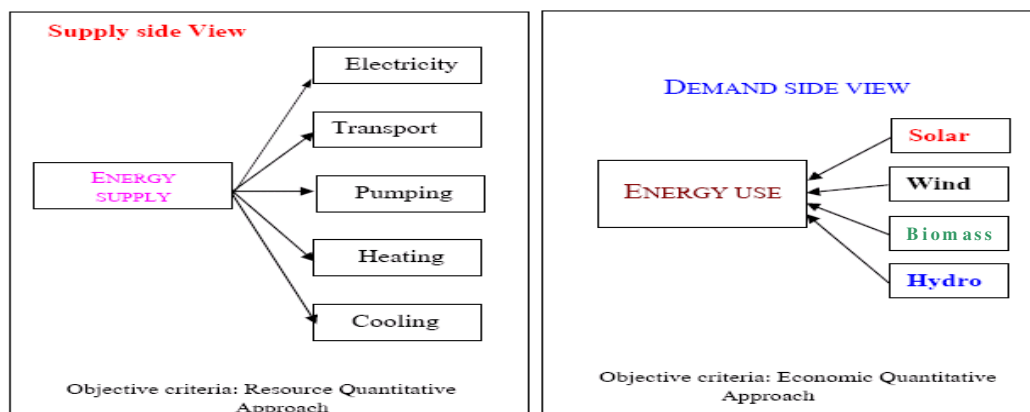 Supply side View
Electricity
Transport
Pumping
Heating
Cooling
ENERGY
SUPPLY
Objective criteria: Resource Quantitative
Approach
DEMAND SIDE VIEW
ENERGY USE
Solar
Wind
Biomass
Hydro
Objective criteria: Economic Quantitative
Approach